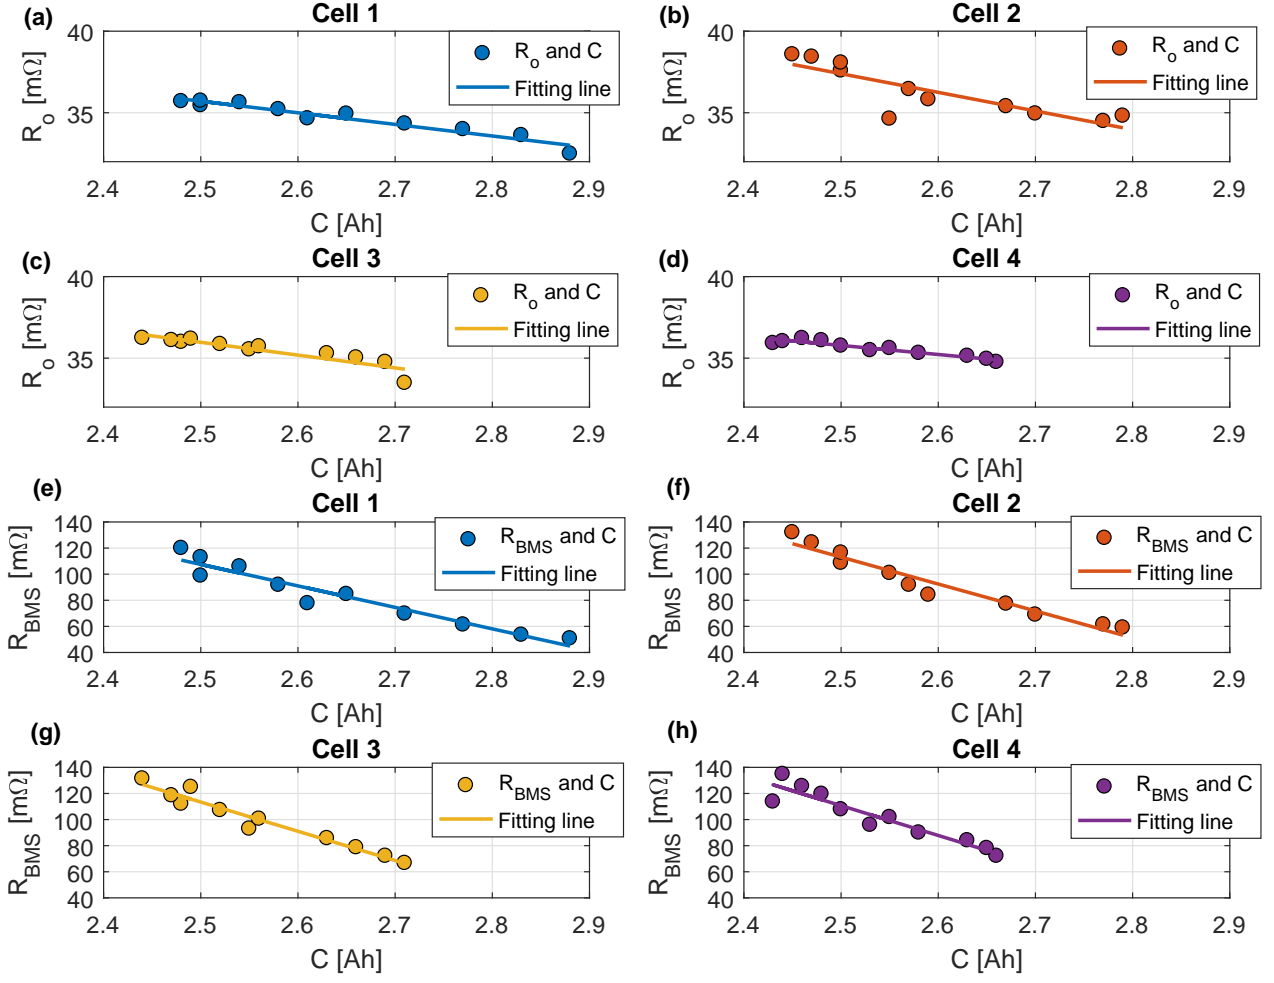 (a)
Cell 1
R_o [mΩ]
40
35
R_o and C
Fitting line
2.4 2.5 2.6 2.7 2.8 2.9
C [Ah]
(b)
Cell 2
R_o [mΩ]
40
35
R_o and C
Fitting line
2.4 2.5 2.6 2.7 2.8 2.9
C [Ah]
(c)
Cell 3
R_o [mΩ]
40
35
R_o and C
Fitting line
2.4 2.5 2.6 2.7 2.8 2.9
C [Ah]
(d)
Cell 4
R_o [mΩ]
40
35
R_o and C
Fitting line
2.4 2.5 2.6 2.7 2.8 2.9
C [Ah]
(e)
Cell 1
R_BMS [mΩ]
140
120
100
80
60
40
R_BMS and C
Fitting line
2.4 2.5 2.6 2.7 2.8 2.9
C [Ah]
(f)
Cell 2
R_BMS [mΩ]
140
120
100
80
60
40
R_BMS and C
Fitting line
2.4 2.5 2.6 2.7 2.8 2.9
C [Ah]
(g)
Cell 3
R_BMS [mΩ]
140
120
100
80
60
40
R_BMS and C
Fitting line
2.4 2.5 2.6 2.7 2.8 2.9
C [Ah]
(h)
Cell 4
R_BMS [mΩ]
140
120
100
80
60
40
R_BMS and C
Fitting line
2.4 2.5 2.6 2.7 2.8 2.9
C [Ah]